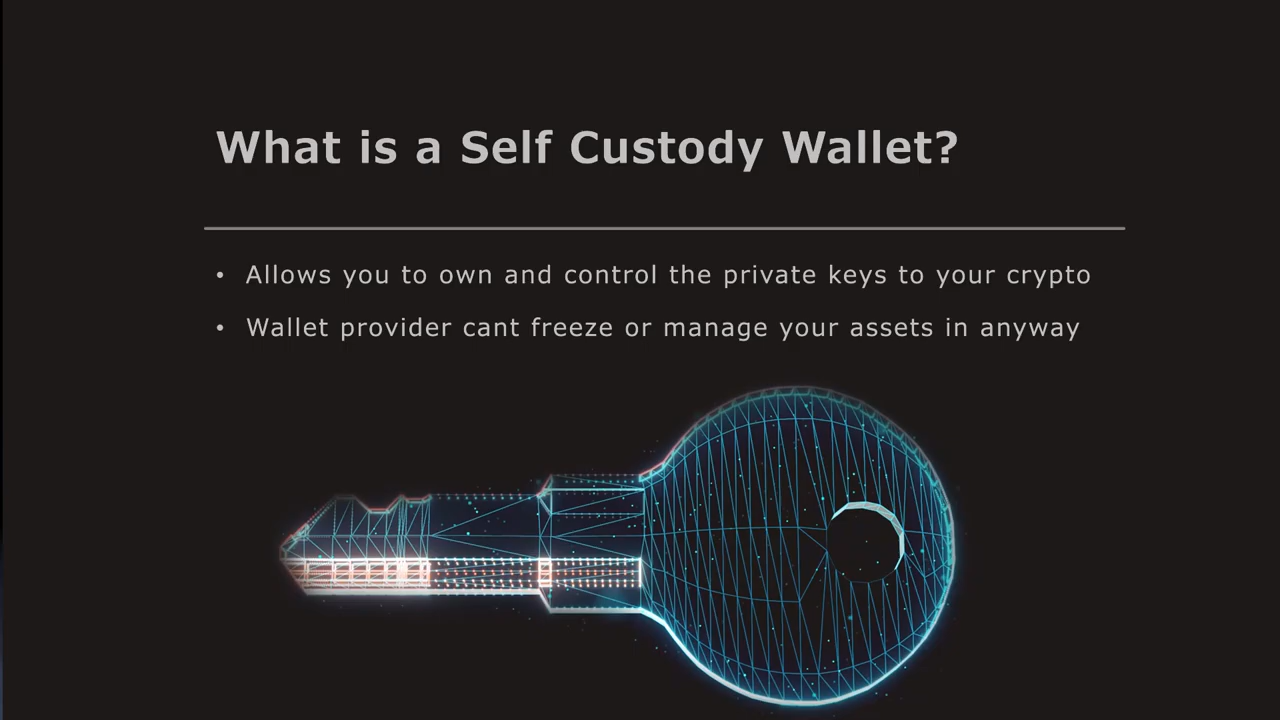 What is a Self Custody Wallet?
• Allows you to own and control the private keys to your crypto
• Wallet provider cant freeze or manage your assets in anyway